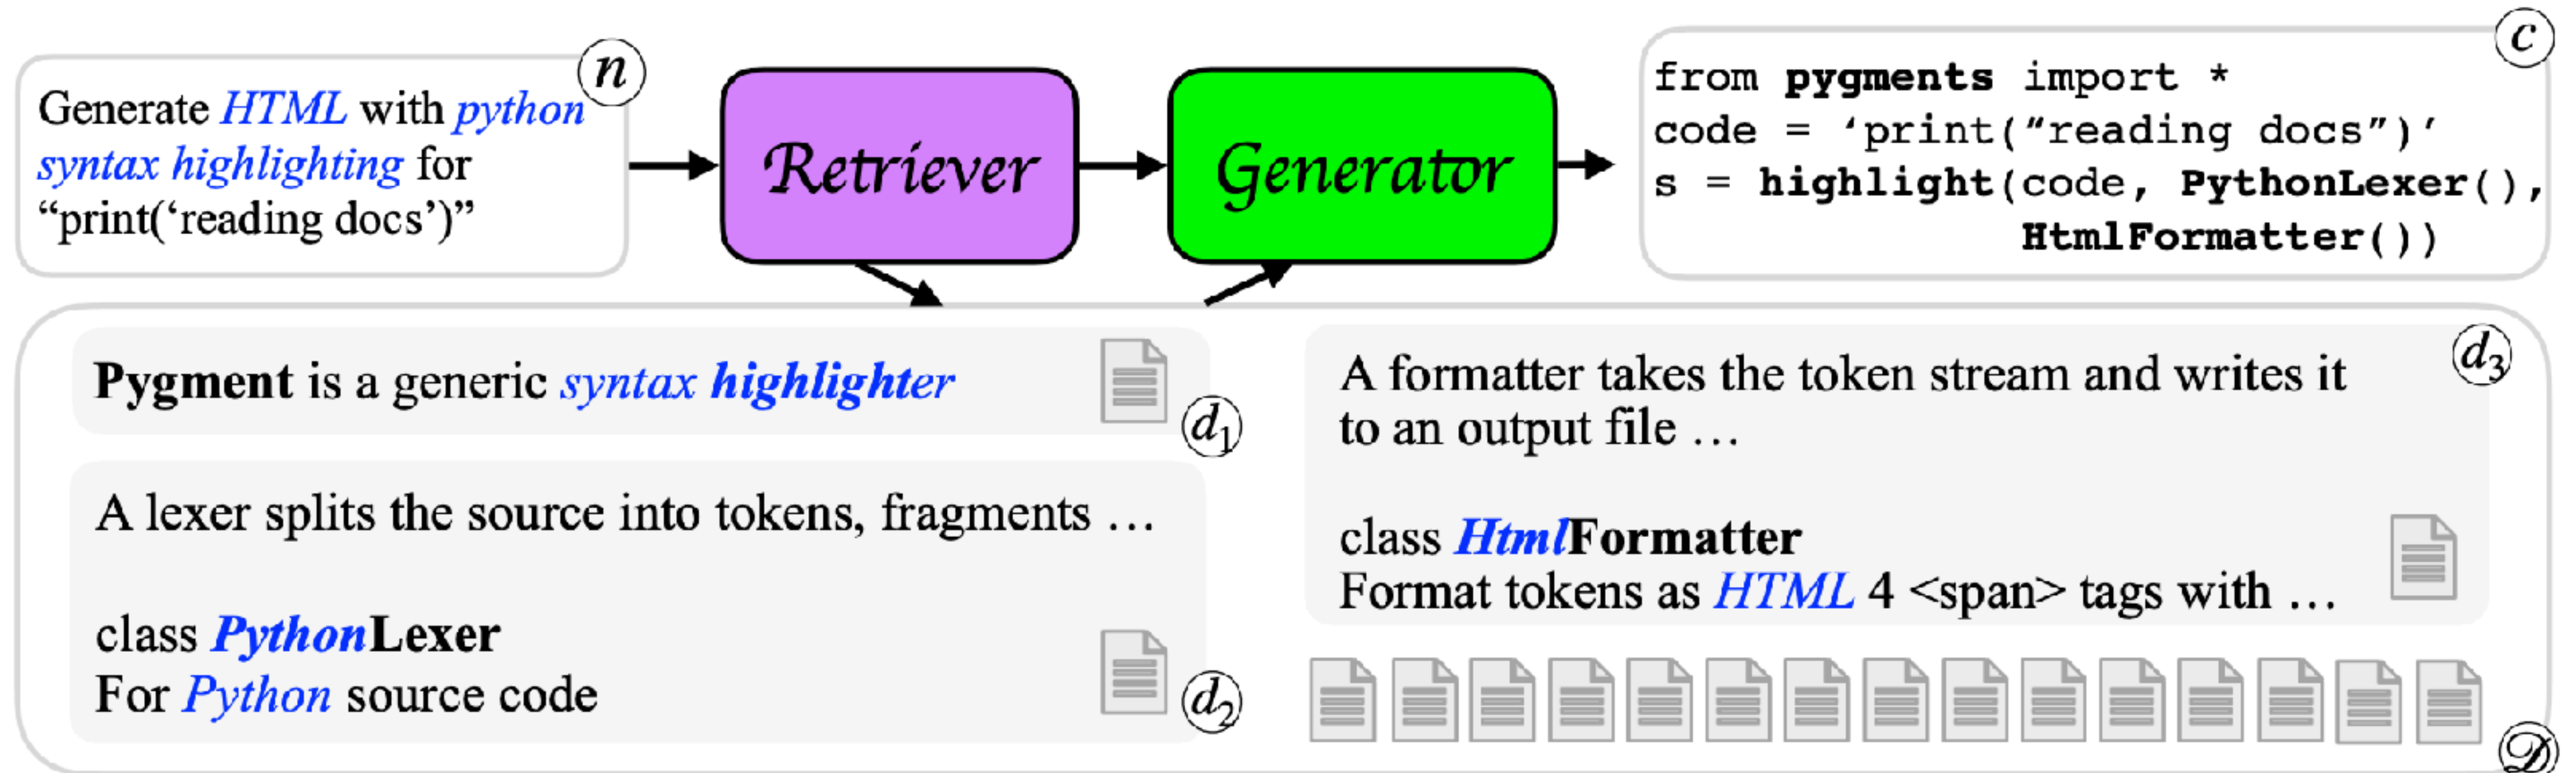 n
Generate HTML with python
syntax highlighting for
“print(‘reading docs’)”
Retriever
Generator
c
from pygments import *
code = ‘print(“reading docs”)’
s = highlight(code, PythonLexer(),
HtmlFormatter())
Pygment is a generic syntax highlighter
d1
A lexer splits the source into tokens, fragments …
class PythonLexer
For Python source code
d2
d3
A formatter takes the token stream and writes it
to an output file …
class HtmlFormatter
Format tokens as HTML 4 <span> tags with …
𝒟